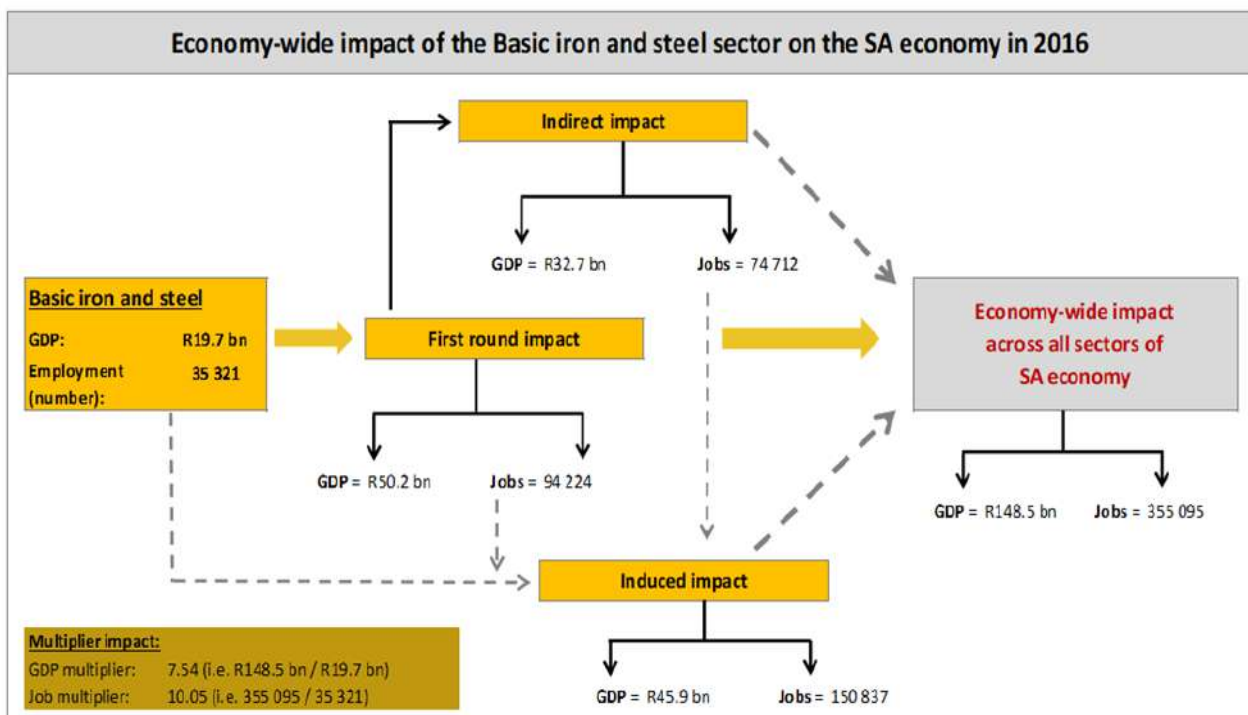 Economy-wide impact of the Basic iron and steel sector on the SA economy in 2016
Indirect impact
GDP = R32.7 bn
Jobs = 74 712
Basic iron and steel
GDP: R19.7 bn
Employment (number): 35 321
First round impact
GDP = R50.2 bn
Jobs = 94 224
Economy-wide impact
across all sectors of
SA economy
GDP = R148.5 bn
Jobs = 355 095
Induced impact
GDP = R45.9 bn
Jobs = 150 837
Multiplier impact:
GDP multiplier: 7.54 (i.e. R148.5 bn / R19.7 bn)
Job multiplier: 10.05 (i.e. 355 095 / 35 321)